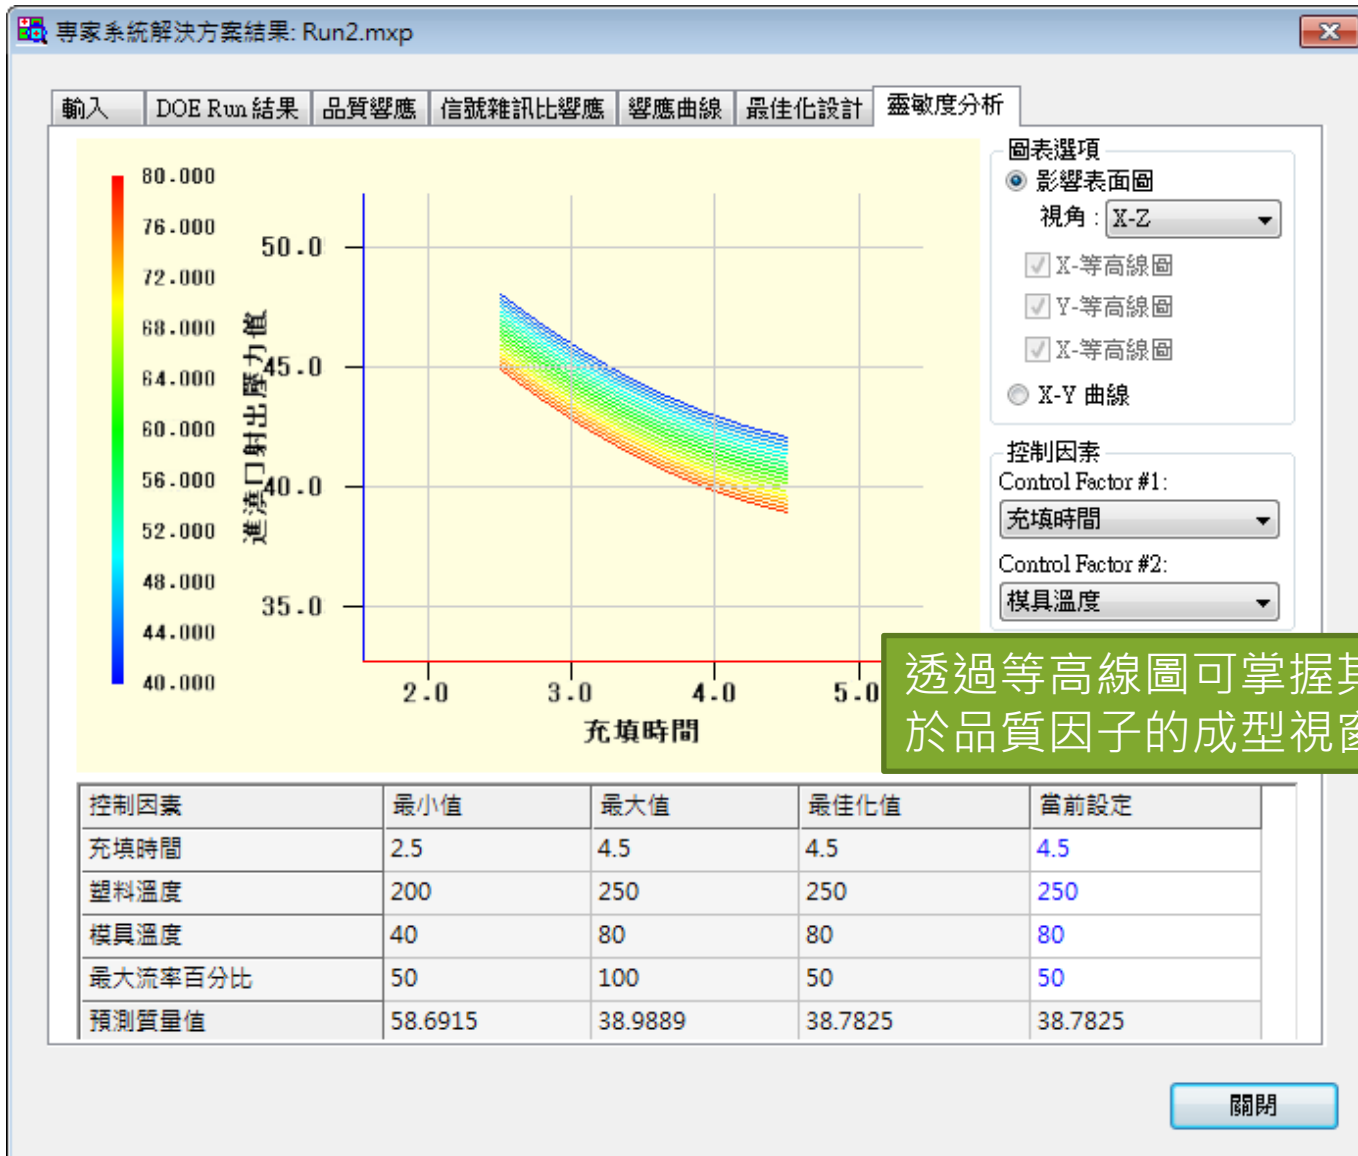 專家系統解決方案結果: Run2.mxp
輸入 DOE Run 結果 品質響應 信號雜訊比響應 響應曲線 最佳化設計 靈敏度分析
80.000
76.000
72.000
68.000
64.000
60.000
56.000
52.000
48.000
44.000
40.000
進澆口射出壓力值
50.0
45.0
40.0
35.0
2.0 3.0 4.0 5.0
充填時間
圖表選項
影響表面圖
視角 : X-Z
X-等高線圖
Y-等高線圖
X-等高線圖
X-Y 曲線
控制因素
Control Factor #1:
充填時間
Control Factor #2:
模具溫度
透過等高線圖可掌握其
於品質因子的成型視窗
控制因素 最小值 最大值 最佳化值 當前設定
充填時間 2.5 4.5 4.5 4.5
塑料溫度 200 250 250 250
模具溫度 40 80 80 80
最大流率百分比 50 100 50 50
預測質量值 58.6915 38.9889 38.7825 38.7825
關閉